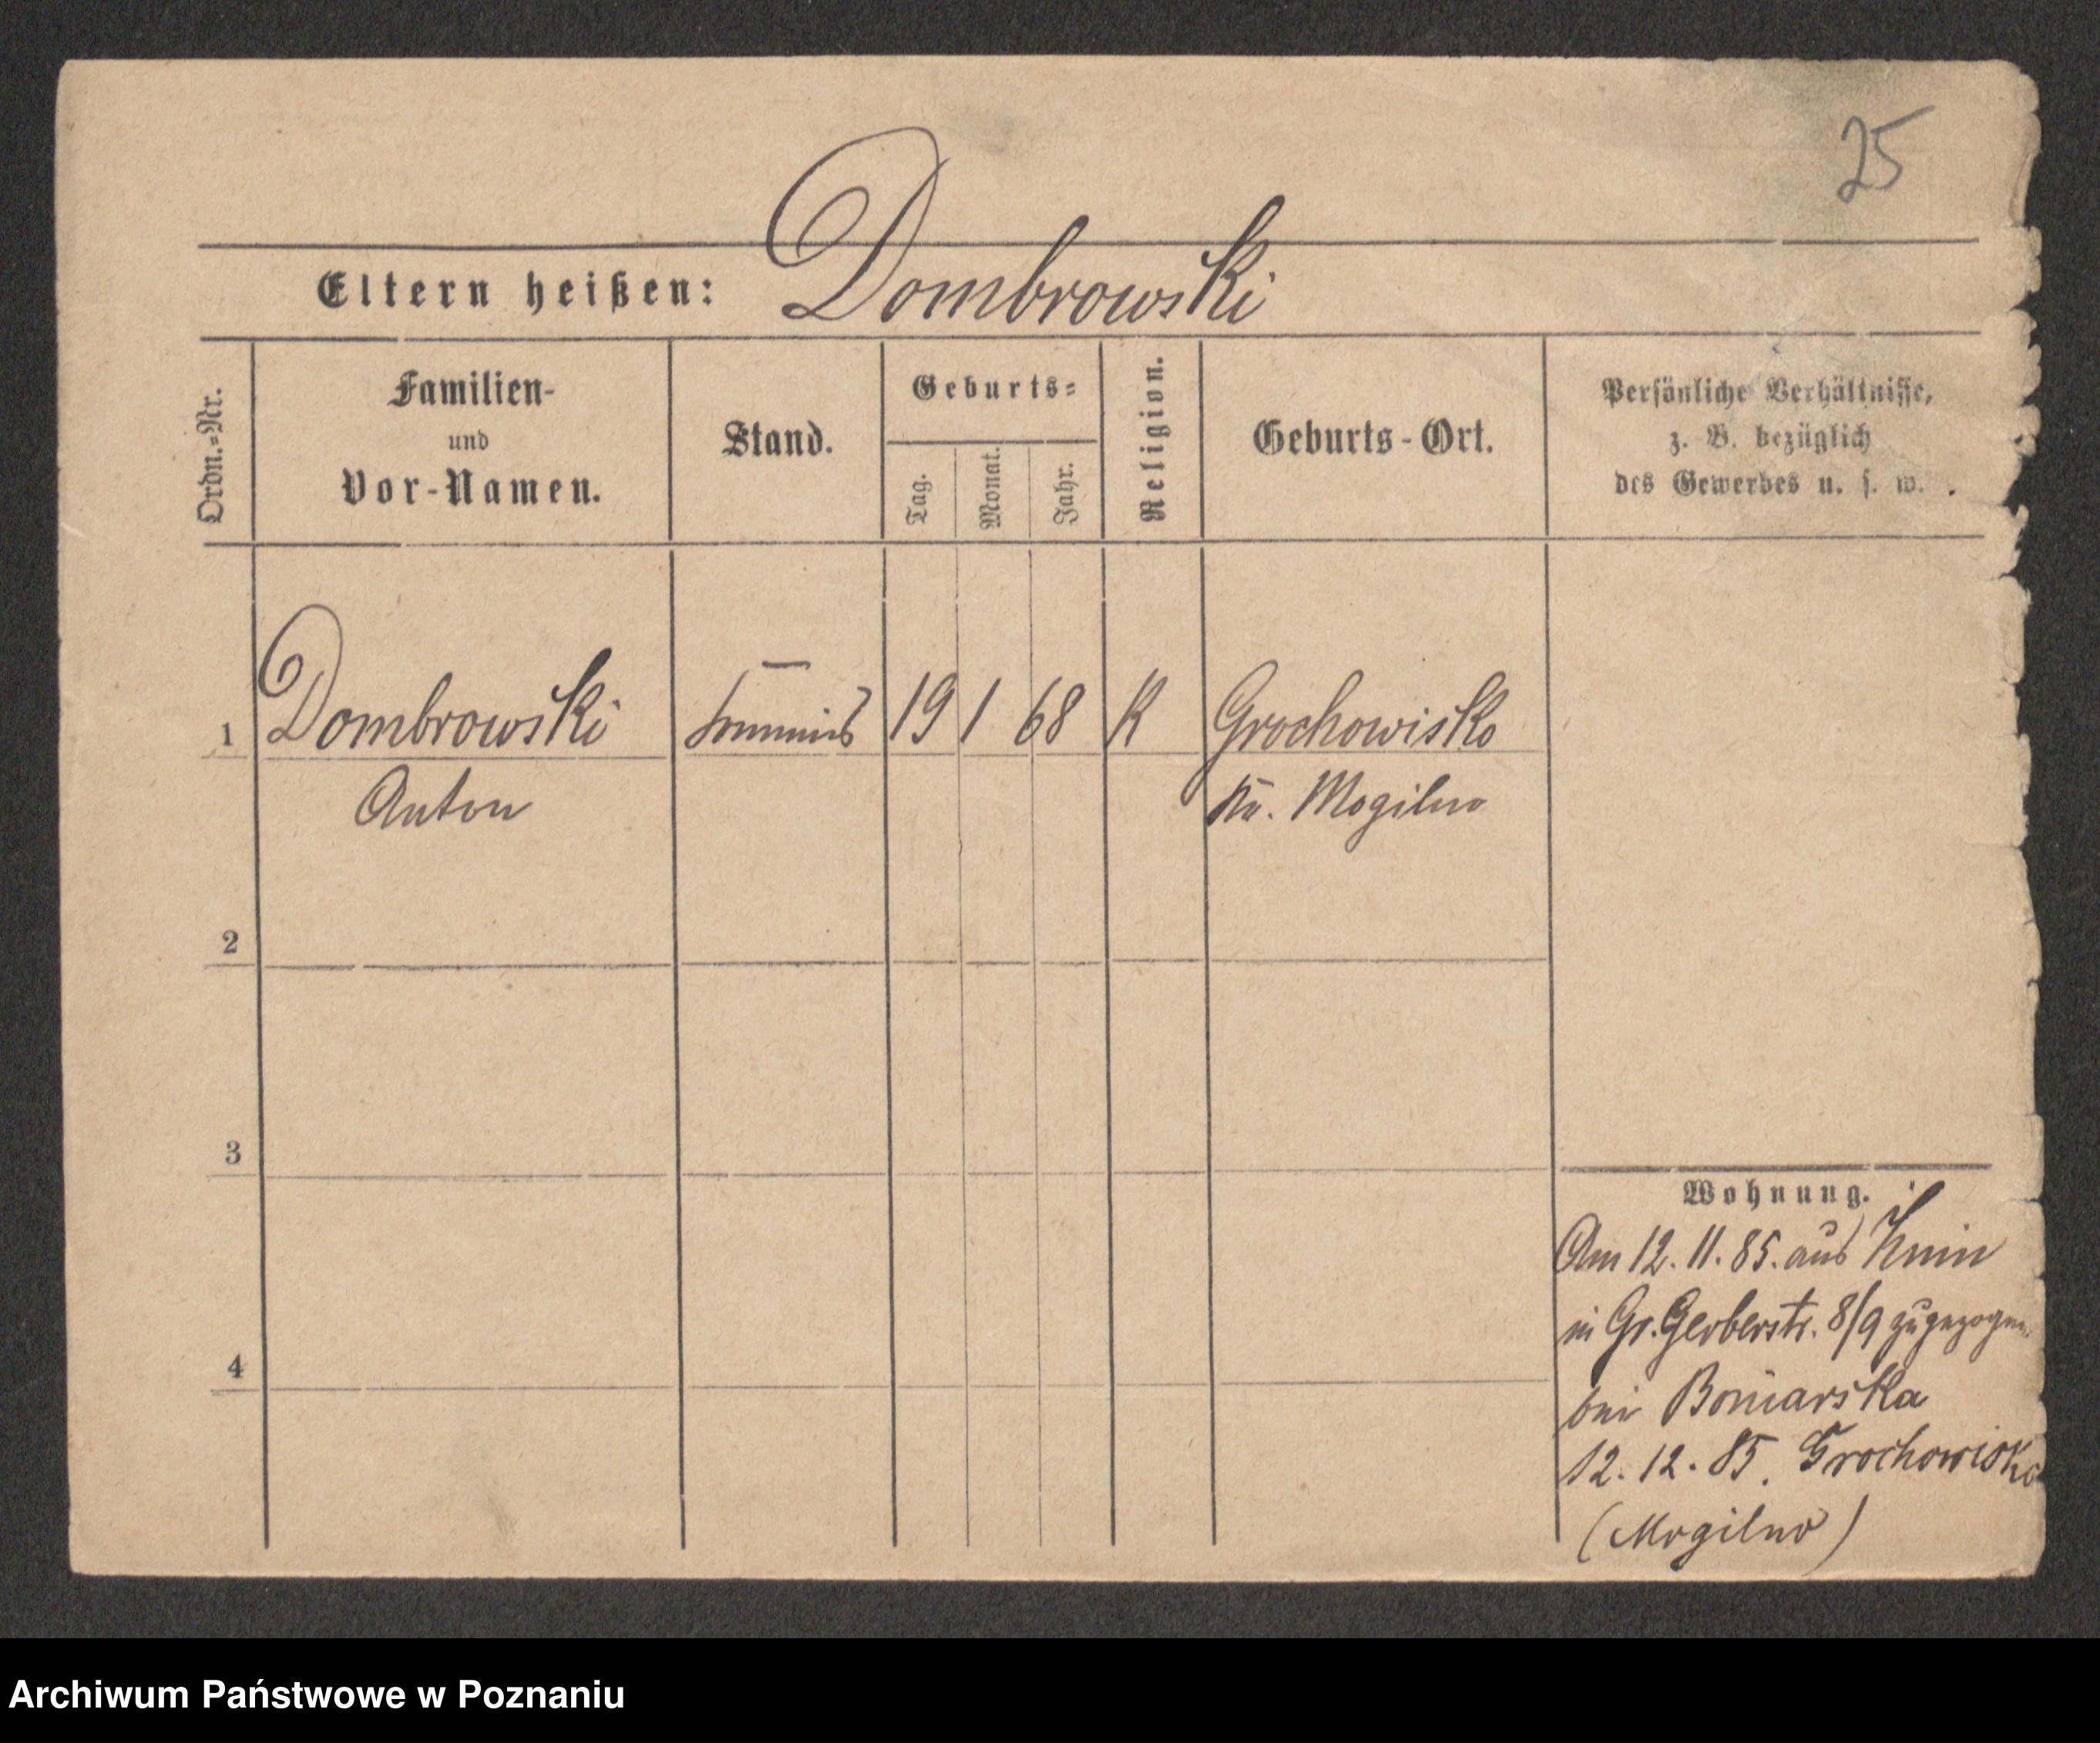 25
Eltern heißen: Dombrowski
Ordn.=Nr.
Familien-
und
Vor-Namen.
Stand.
Geburts=
Tag.
Monat.
Jahr.
Religion.
Geburts-Ort.
Persönliche Verhältnisse,
z. B. bezüglich
des Gewerbes u. s. w.
1 Dombrowski 19 1 68 K Grochowisko
Anton Kr. Mogilno
2
3
4
Wohnung.
Am 12. 11. 85. aus Znin
in Gr. Gerberstr. 8/9 zugezogen
bei Boniarska
12. 12. 85. Grochowisko
(Mogilno)
Archiwum Państwowe w Poznaniu